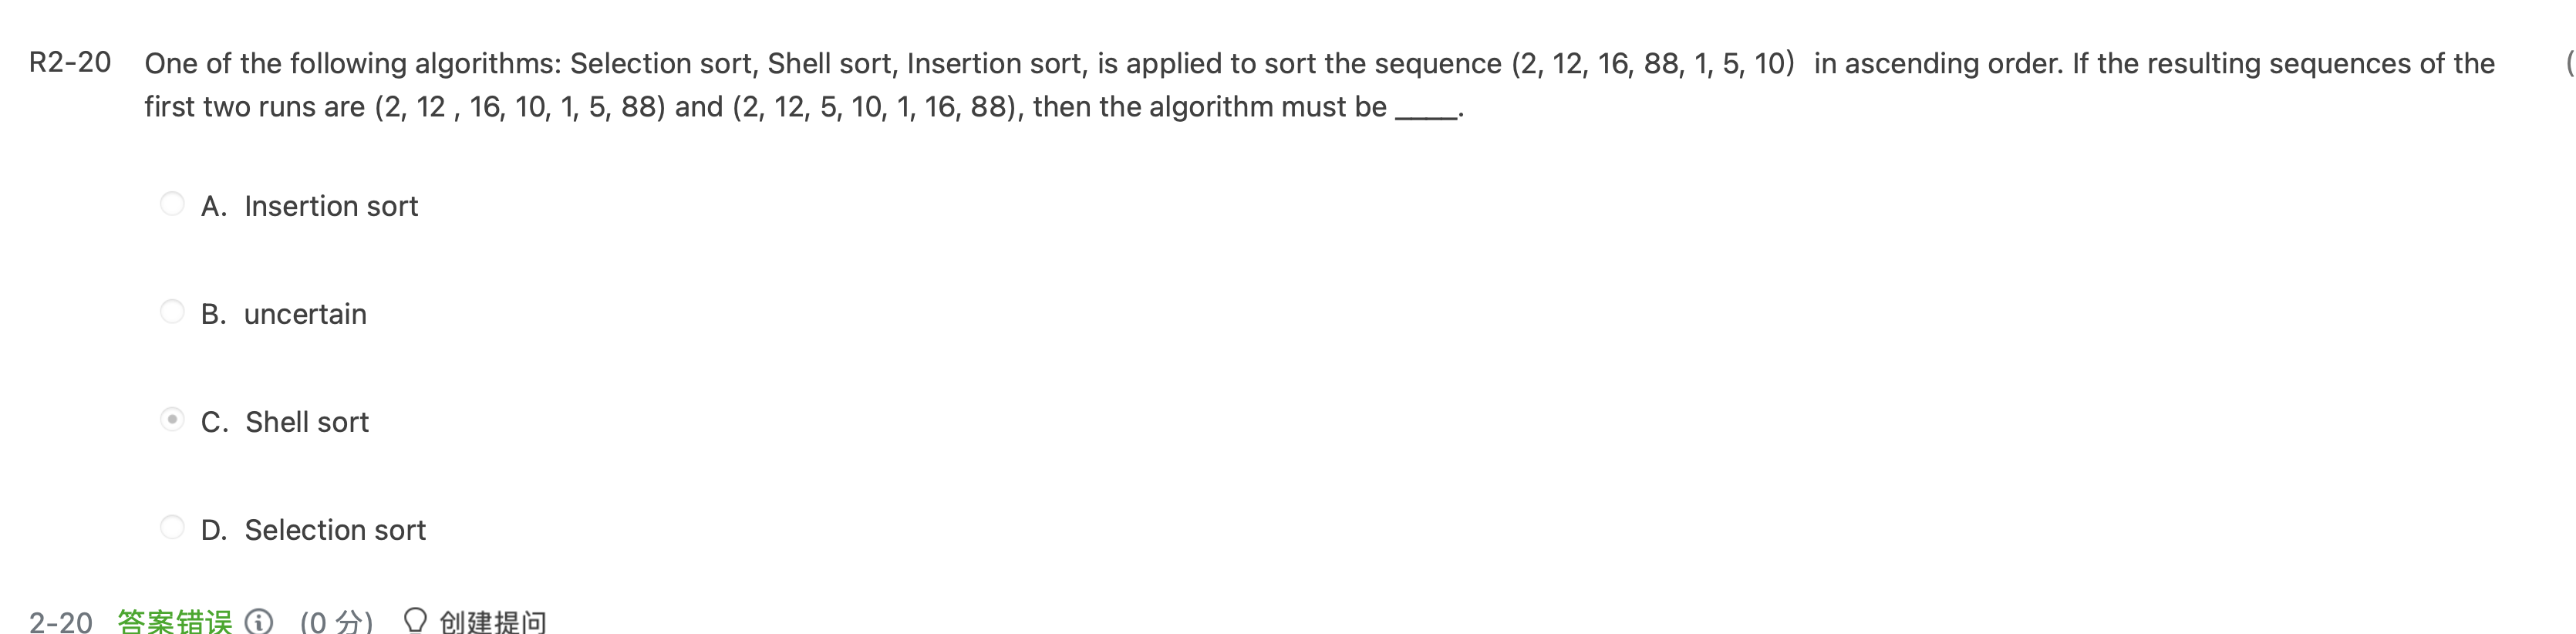 R2-20 One of the following algorithms: Selection sort, Shell sort, Insertion sort, is applied to sort the sequence (2, 12, 16, 88, 1, 5, 10) in ascending order. If the resulting sequences of the (
first two runs are (2, 12 , 16, 10, 1, 5, 88) and (2, 12, 5, 10, 1, 16, 88), then the algorithm must be ____.
A. Insertion sort
B. uncertain
C. Shell sort
D. Selection sort
2-20 答案错误 (0 分) 创建提问